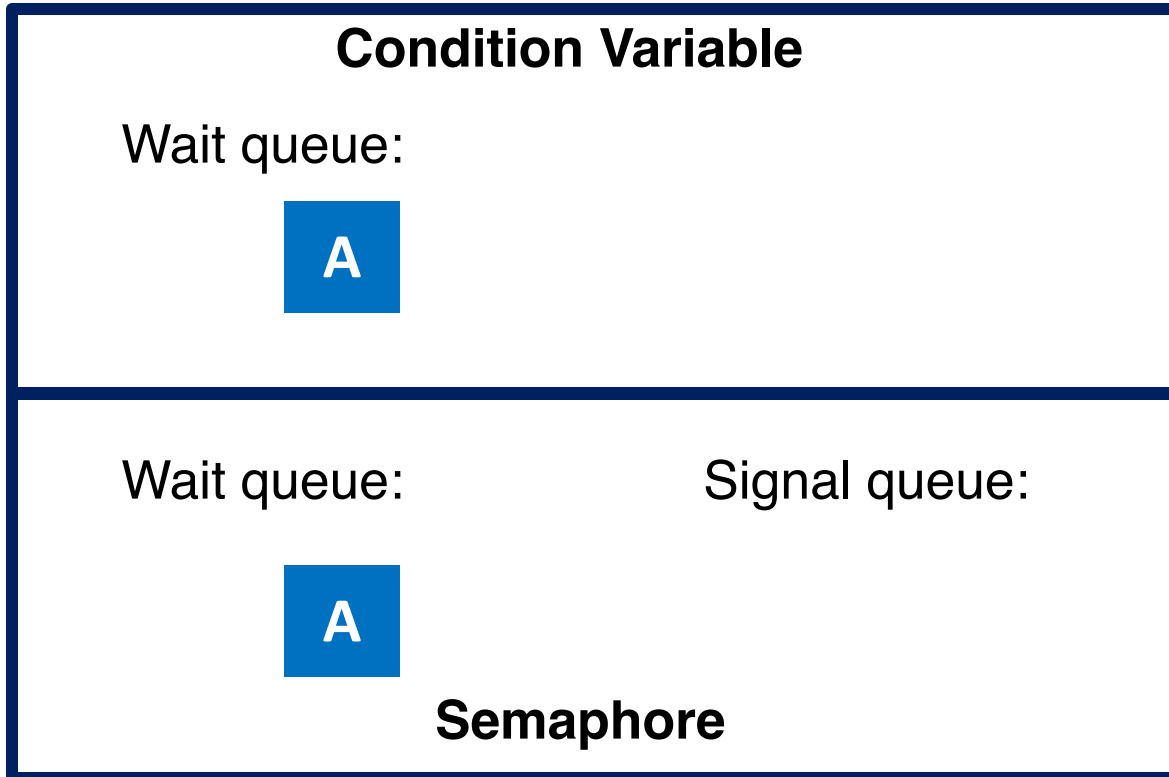 Condition Variable
Wait queue:
A
Wait queue: Signal queue:
A
Semaphore